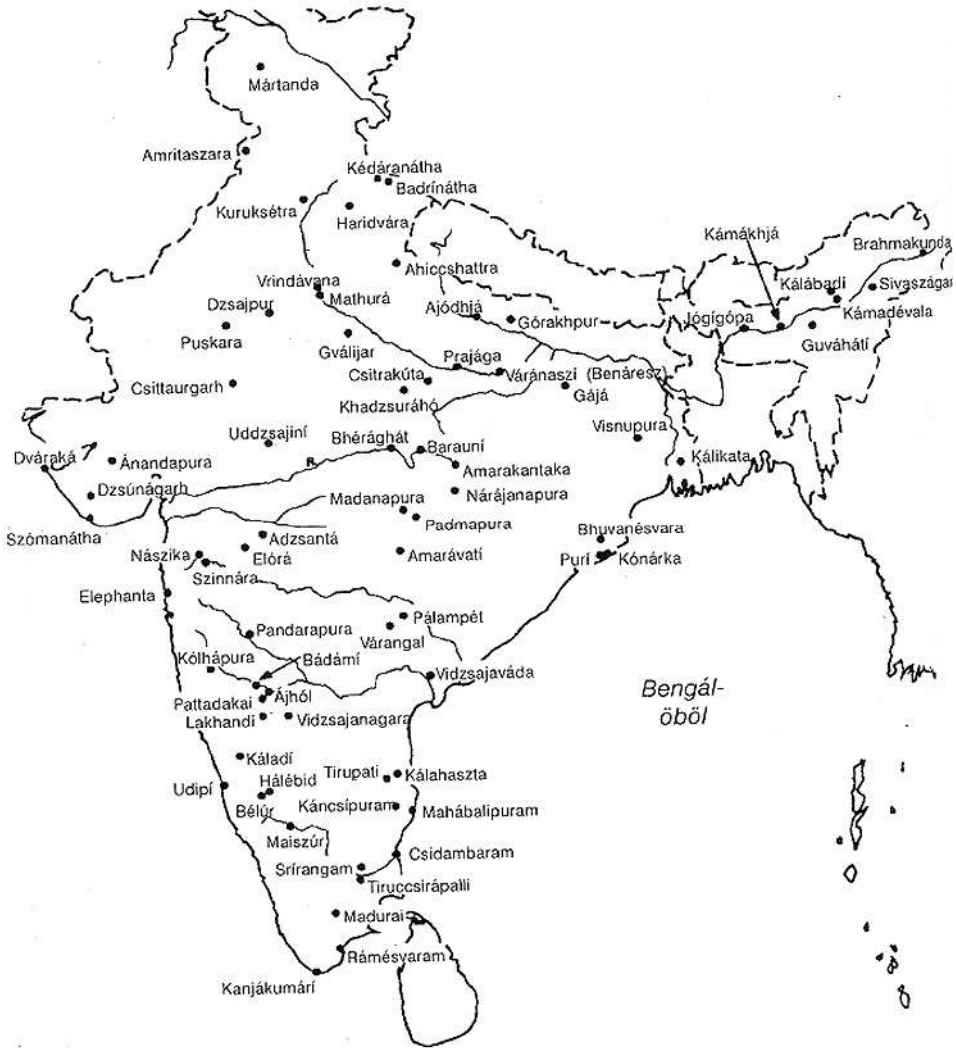 Mártanda
Amritaszara
Kédáranátha
Badrínátha
Kuruksétra
Haridvára
Kámákhjá
Brahmakunda
Ahiccshattra
Kálábadi
Sivaszágar
Vrindávana
Mathurá
Dzsajpur
Ajódhjá
Górakhpur
Jógígópa
Kámadévala
Puskara
Gválijar
Guváhátí
Prajága
Csitrakúta
Váránaszí (Benáresz)
Csittaurgarh
Khadzsuráhó
Gájá
Uddzsajiní
Bhérághát
Barauní
Visnupura
Dváraká
Ánandapura
Amarakantaka
Kálikata
Dzsúnágarh
Madanapura
Nárájanapura
Szómanátha
Adzsantá
Padmapura
Bhuvanésvara
Nászika
Elórá
Amarávatí
Puri
Kónárka
Szinnára
Elephanta
Pálampét
Pandarapura
Várangal
Kólhápura
Bádámí
Vidzsajaváda
Pattadakai
Ájhól
Bengál-
öböl
Lakhandi
Vidzsajanagara
Káladí
Tirupati
Kálahaszta
Udipí
Hálébid
Bélúr
Káncsípuram
Mahábalipuram
Maiszúr
Csidambaram
Srírangam
Tiruccsirápalli
Madurai
Rámésvaram
Kanjákumárí